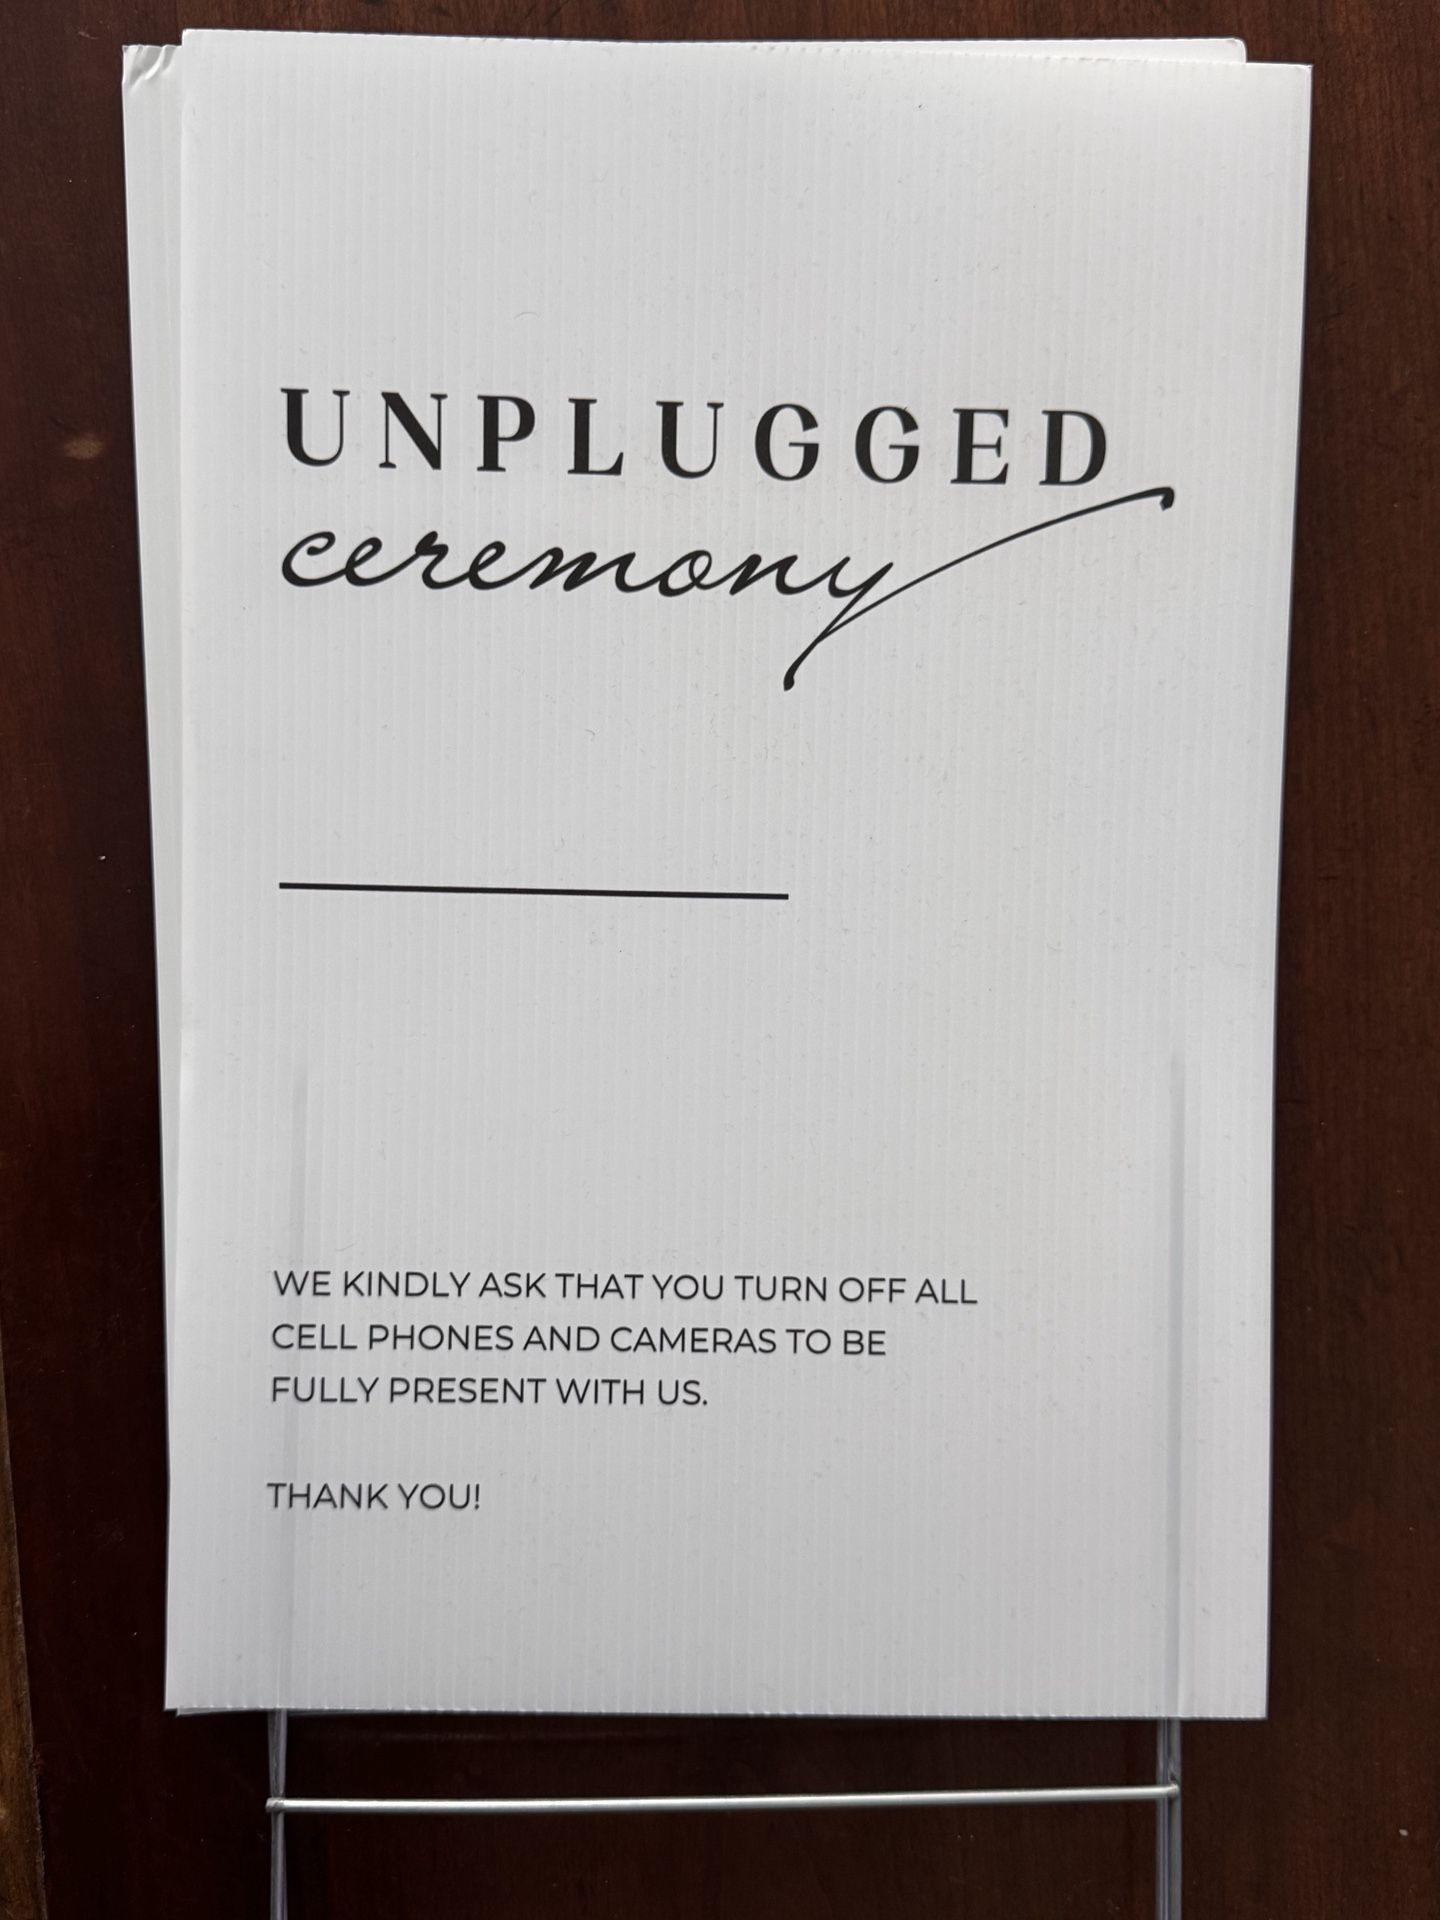 UNPLUGGED
ceremony
WE KINDLY ASK THAT YOU TURN OFF ALL
CELL PHONES AND CAMERAS TO BE
FULLY PRESENT WITH US.
THANK YOU!